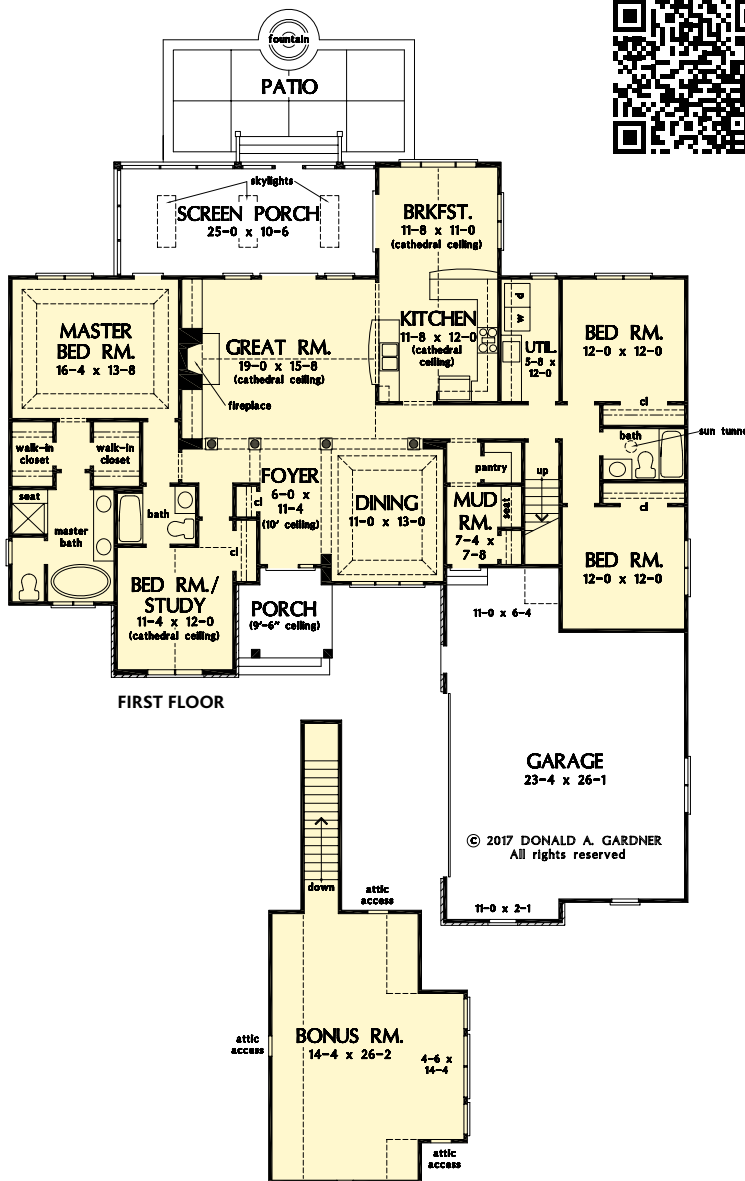 fountain
PATIO
skylights
SCREEN PORCH
25-0 x 10-6
BRKFST.
11-8 x 11-0
(cathedral ceiling)
MASTER
BED RM.
16-4 x 13-8
GREAT RM.
19-0 x 15-8
(cathedral ceiling)
fireplace
KITCHEN
11-8 x 12-0
(cathedral
ceiling)
d
w
UTIL.
5-8 x
12-0
BED RM.
12-0 x 12-0
cl
bath
sun tunne
walk-in
closet
walk-in
closet
seat
master
bath
bath
cl
FOYER
6-0 x
11-4
(10' ceiling)
DINING
11-0 x 13-0
pantry
MUD
RM.
7-4 x
7-8
seat
up
cl
BED RM.
12-0 x 12-0
cl
BED RM./
STUDY
11-4 x 12-0
(cathedral ceiling)
PORCH
(9'-6" ceiling)
11-0 x 6-4
FIRST FLOOR
GARAGE
23-4 x 26-1
© 2017 DONALD A. GARDNER
All rights reserved
11-0 x 2-1
down
attic
access
attic
access
BONUS RM.
14-4 x 26-2
4-6 x
14-4
attic
access